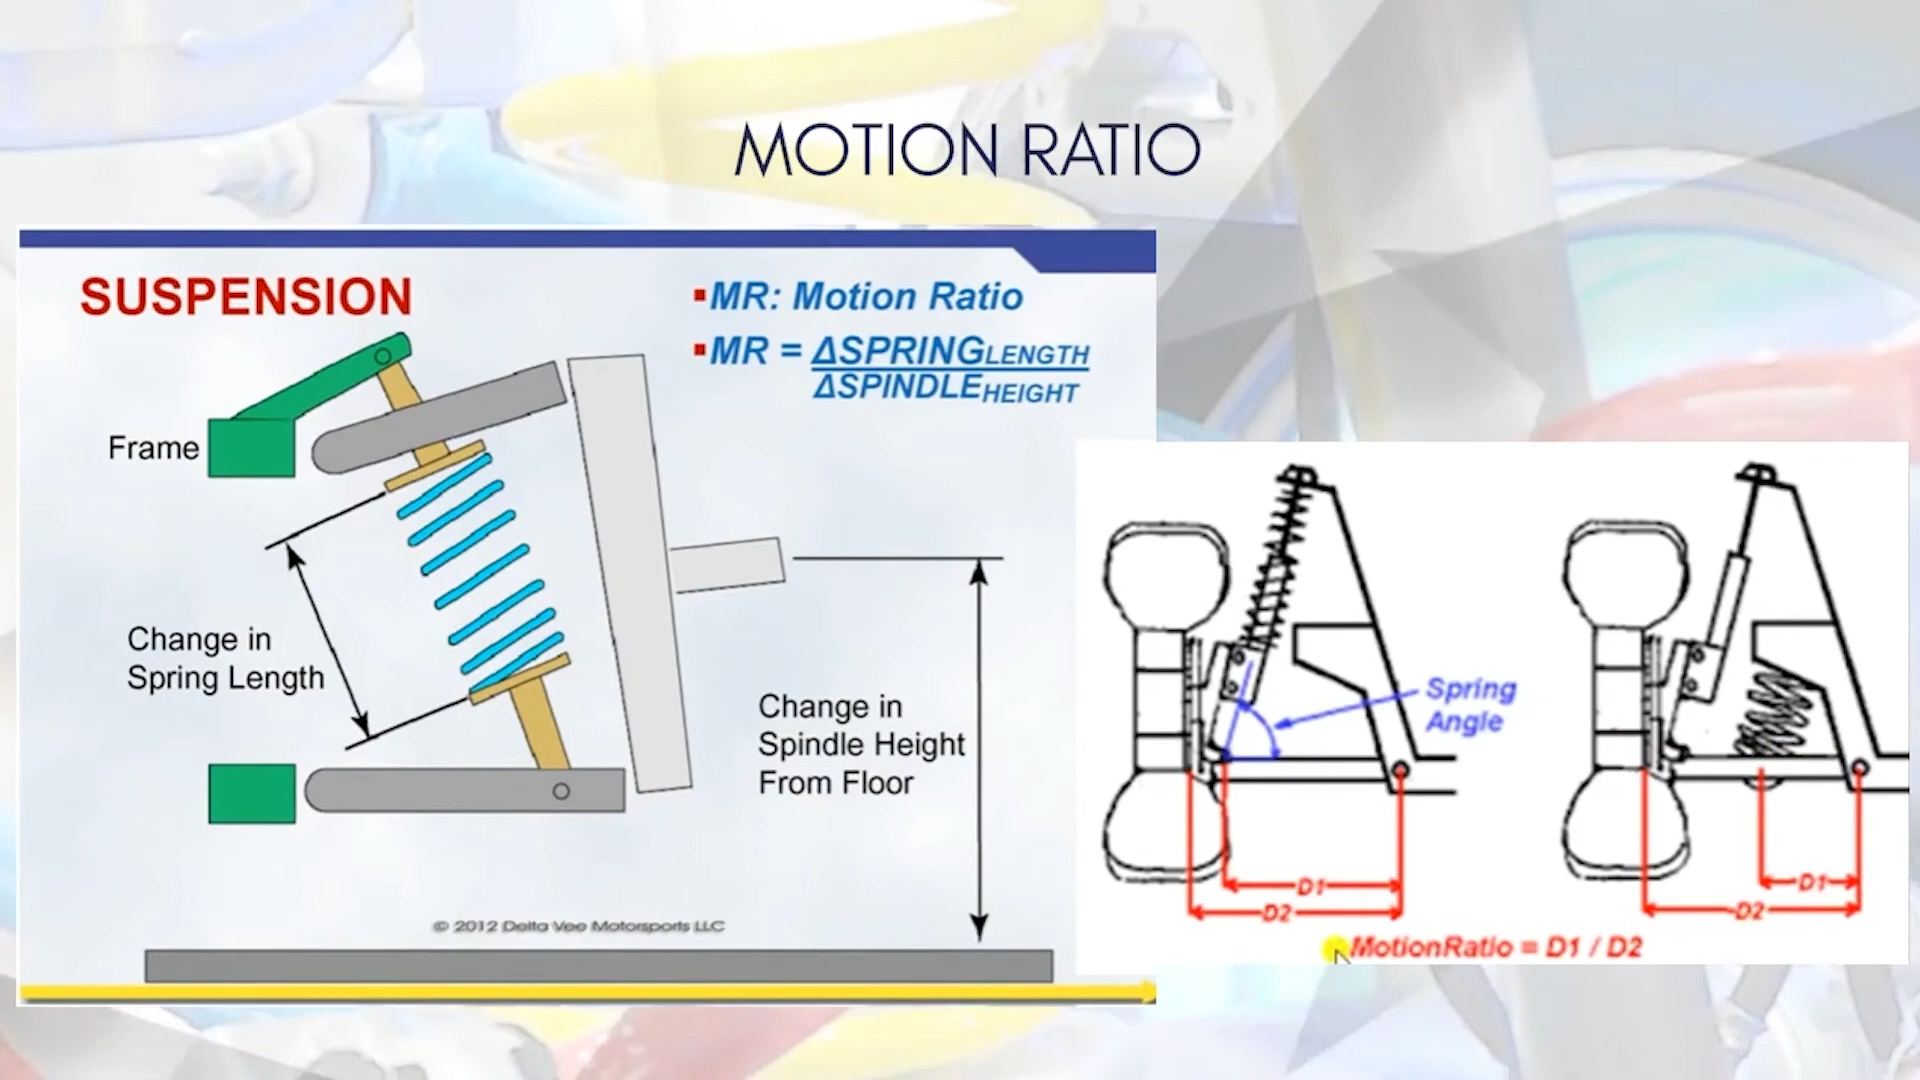 MOTION RATIO
SUSPENSION
▪MR: Motion Ratio
▪MR = ΔSPRINGLENGTH
ΔSPINDLEHEIGHT
Frame
Change in
Spring Length
Change in
Spindle Height
From Floor
© 2012 Delta Vee Motorsports LLC
Spring
Angle
D1
D2
D1
D2
MotionRatio = D1 / D2